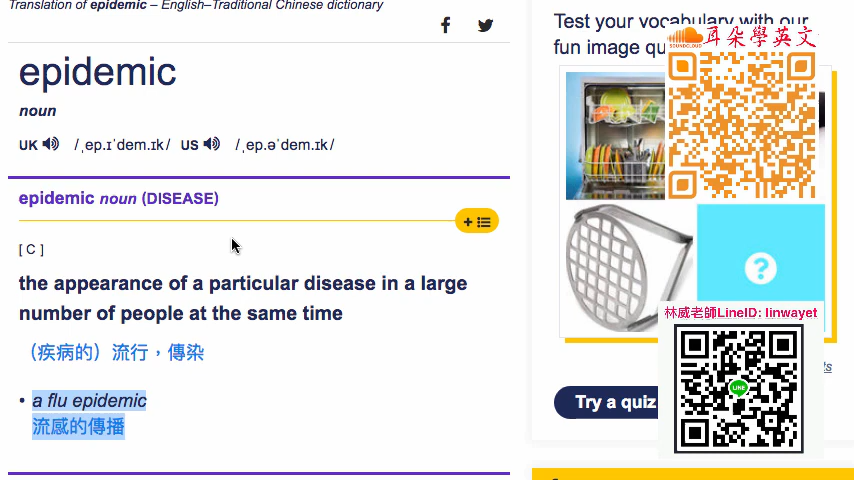 Translation of epidemic – English–Traditional Chinese dictionary
epidemic
noun
UK /ˌep.ɪˈdem.ɪk/ US /ˌep.əˈdem.ɪk/
epidemic noun (DISEASE)
[ C ]
the appearance of a particular disease in a large
number of people at the same time
（疾病的）流行，傳染
• a flu epidemic
流感的傳播
Test your vocabulary with our
fun image qu
SOUNDCLOUD
耳朵學英文
?
林威老師LineID: linwayet
LINE
ts
Try a quiz